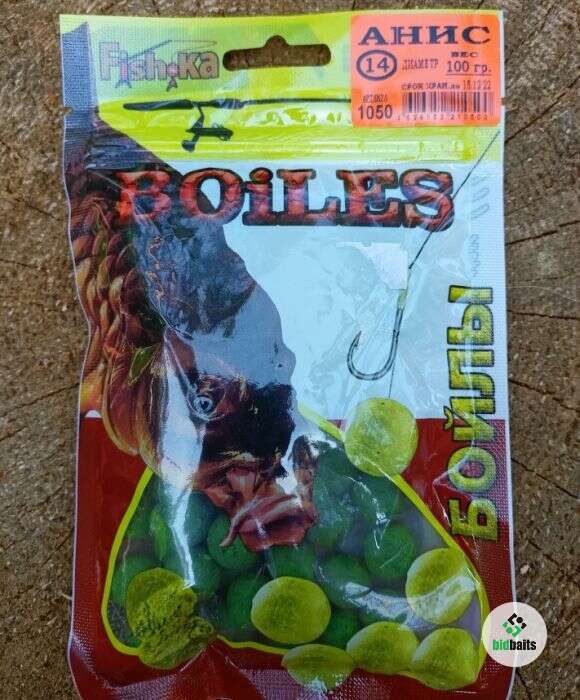 Fish.Ka
АНИС
14
ДИАМЕТР
ВЕС
100 гр.
1050
BOiLES
БОЙЛЫ
bidbaits